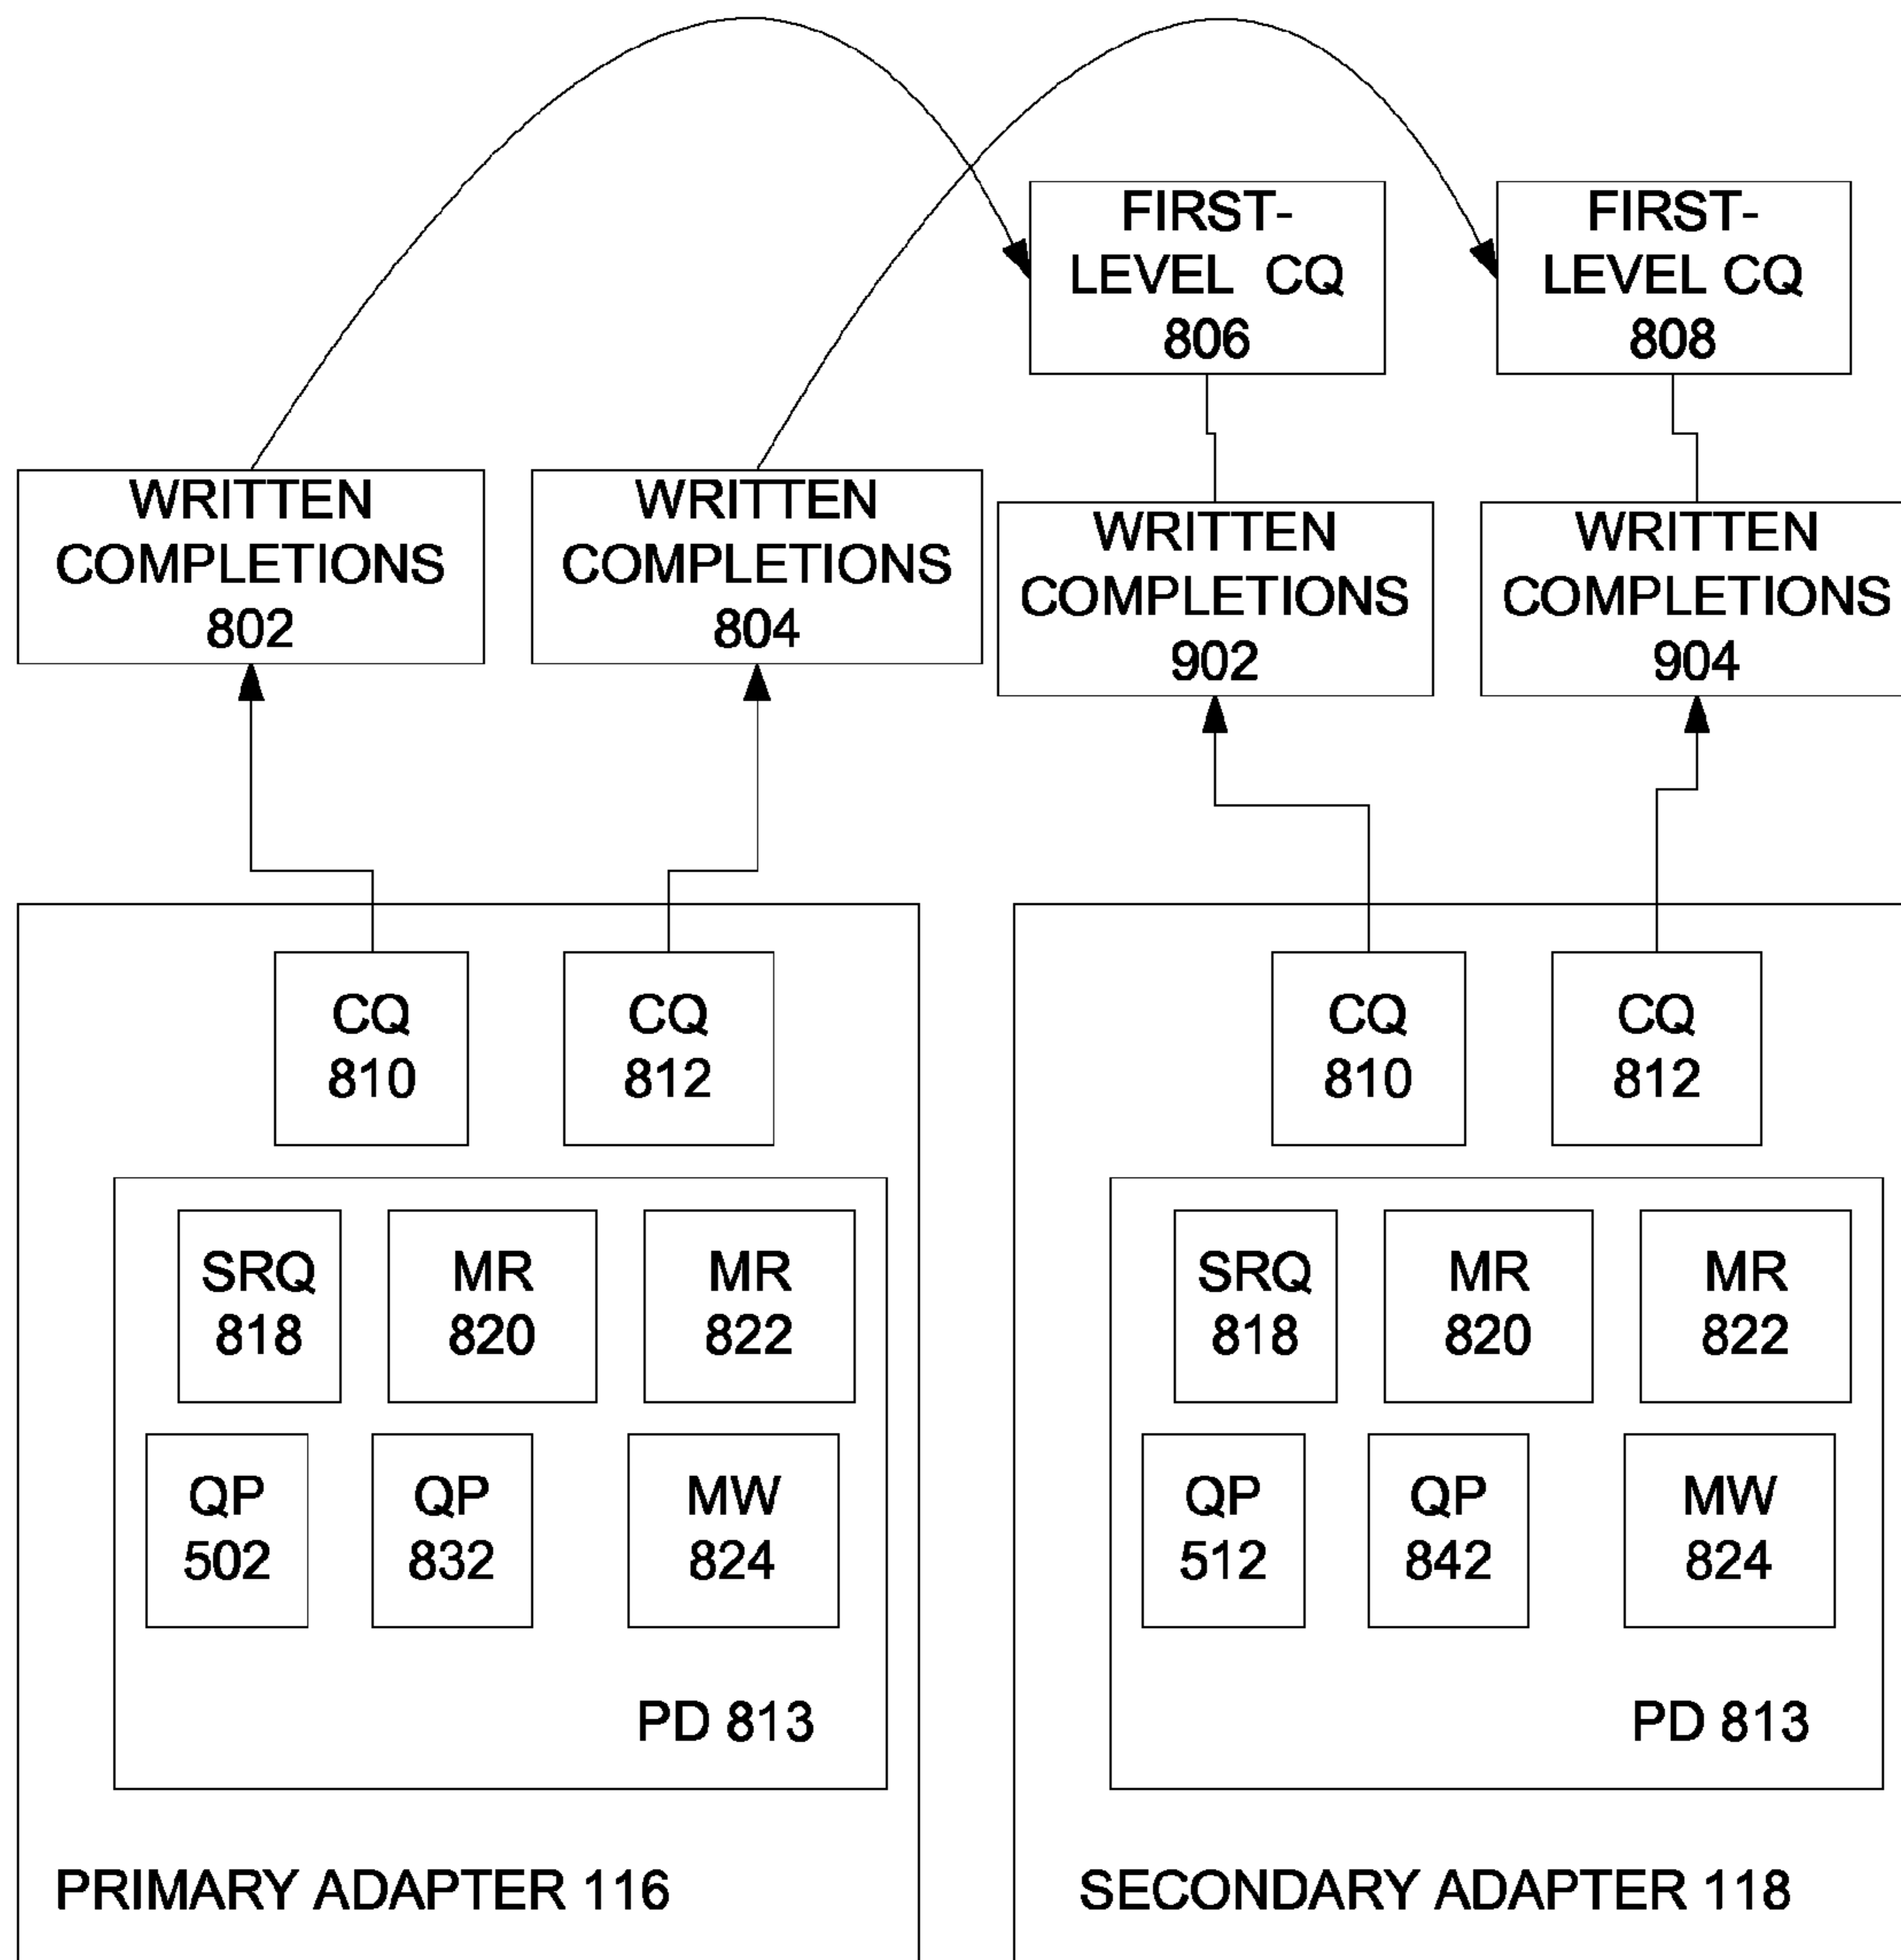 FIRST-
LEVEL CQ
806
FIRST-
LEVEL CQ
808
WRITTEN
COMPLETIONS
802
WRITTEN
COMPLETIONS
804
WRITTEN
COMPLETIONS
902
WRITTEN
COMPLETIONS
904
CQ
810
CQ
812
CQ
810
CQ
812
SRQ
818
MR
820
MR
822
QP
502
QP
832
MW
824
PD 813
PRIMARY ADAPTER 116
SRQ
818
MR
820
MR
822
QP
512
QP
842
MW
824
PD 813
SECONDARY ADAPTER 118